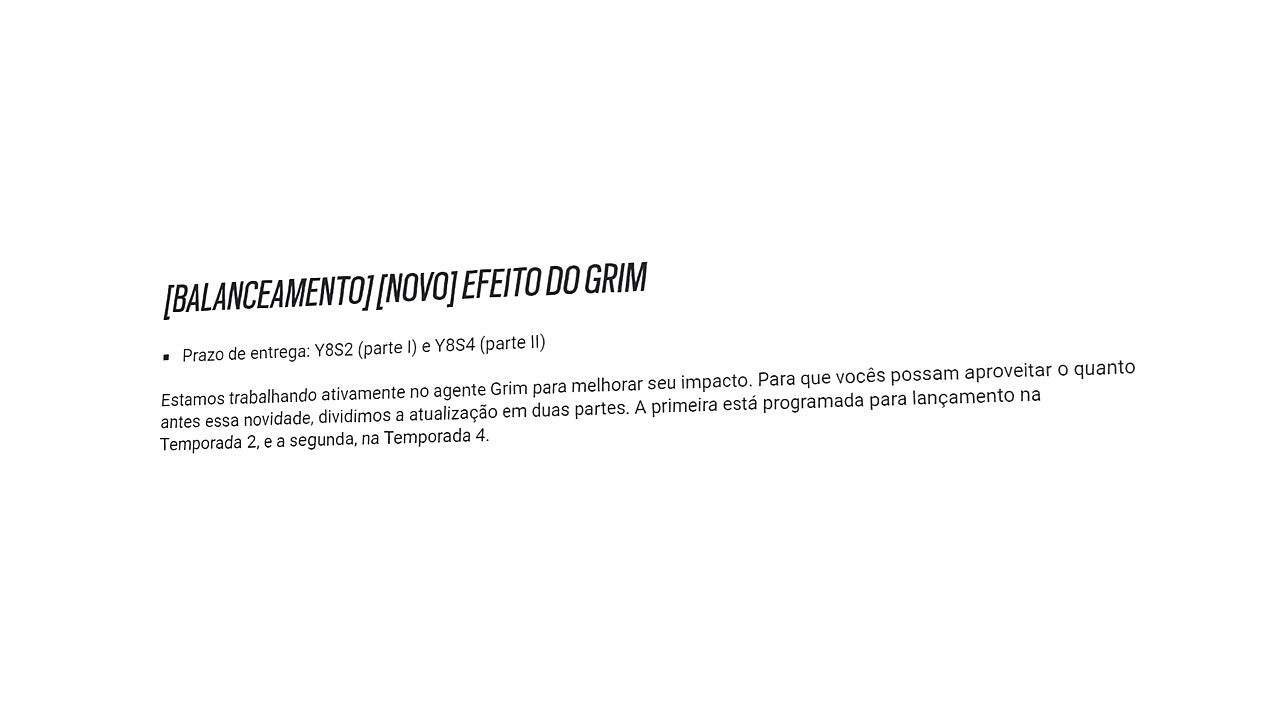 [BALANCEAMENTO] [NOVO] EFEITO DO GRIM
▪ Prazo de entrega: Y8S2 (parte I) e Y8S4 (parte II)
Estamos trabalhando ativamente no agente Grim para melhorar seu impacto. Para que vocês possam aproveitar o quanto
antes essa novidade, dividimos a atualização em duas partes. A primeira está programada para lançamento na
Temporada 2, e a segunda, na Temporada 4.